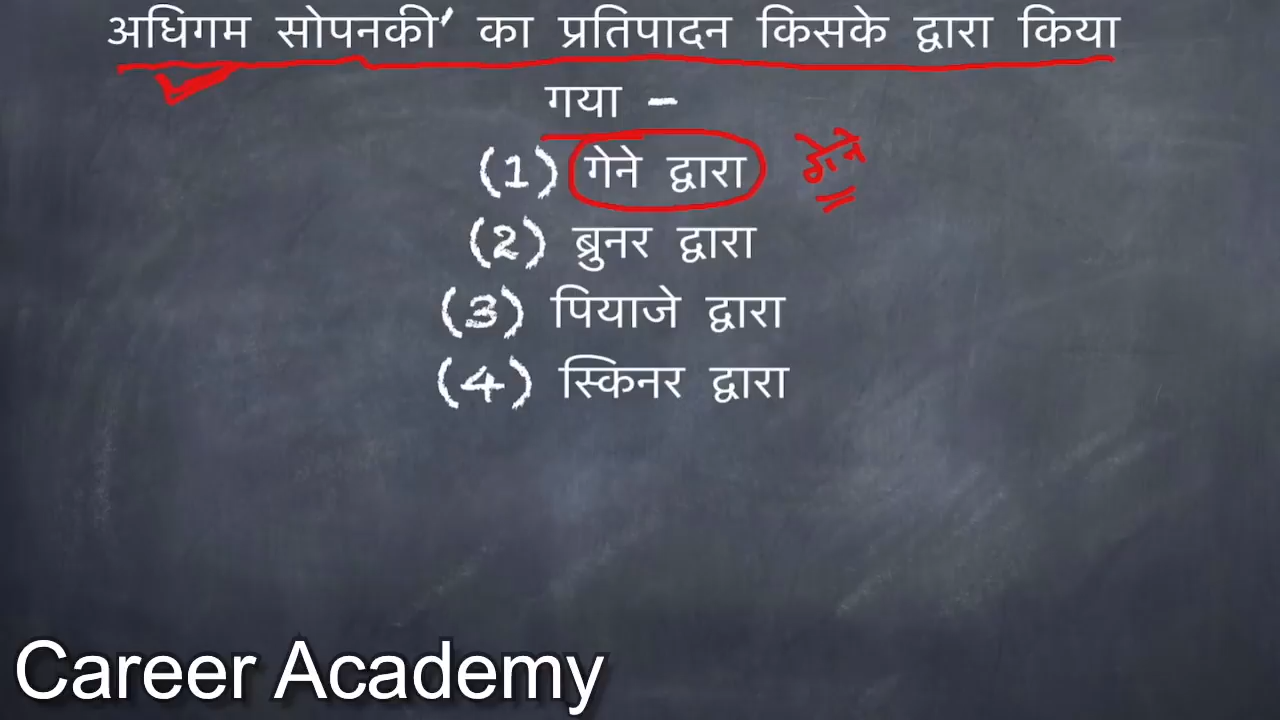 अधिगम सोपनकी’ का प्रतिपादन किसके द्वारा किया
गया –
(1) गेने द्वारा गेने
(2) ब्रुनर द्वारा
(3) पियाजे द्वारा
(4) स्किनर द्वारा
Career Academy